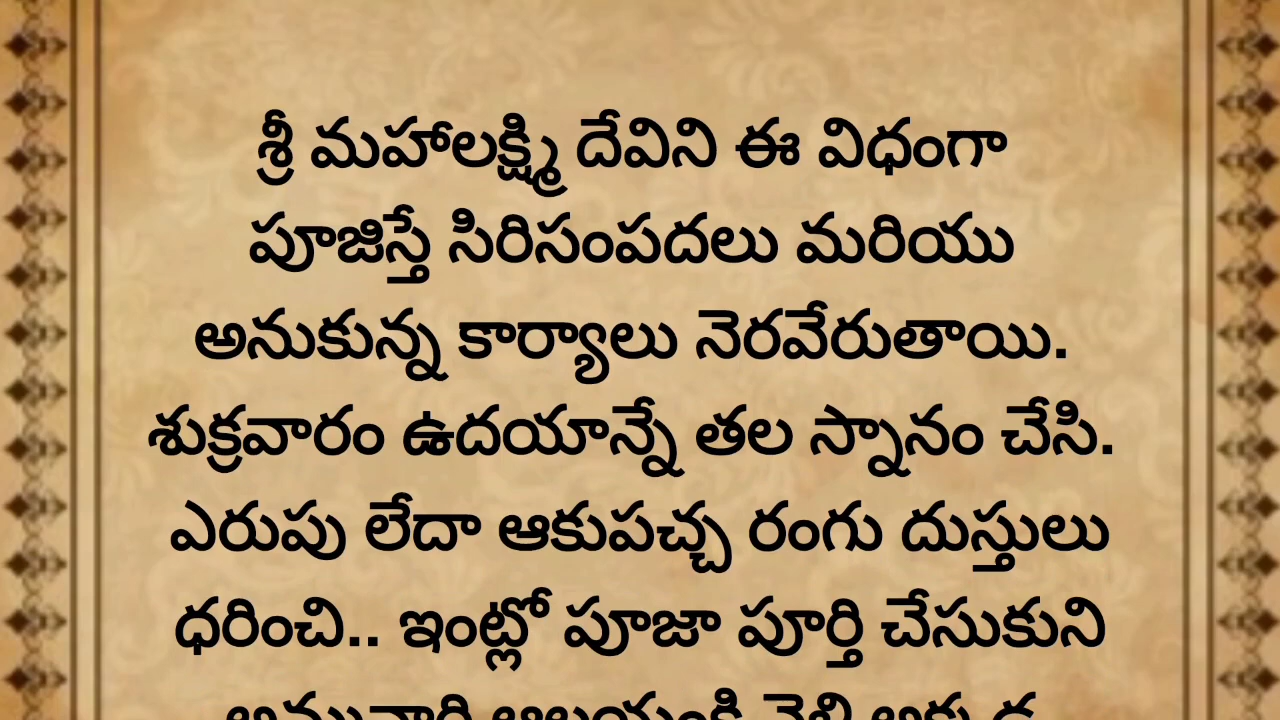 శ్రీ మహాలక్ష్మి దేవిని ఈ విధంగా
పూజిస్తే సిరిసంపదలు మరియు
అనుకున్న కార్యాలు నెరవేరుతాయి.
శుక్రవారం ఉదయాన్నే తల స్నానం చేసి.
ఎరుపు లేదా ఆకుపచ్చ రంగు దుస్తులు
ధరించి.. ఇంట్లో పూజా పూర్తి చేసుకుని